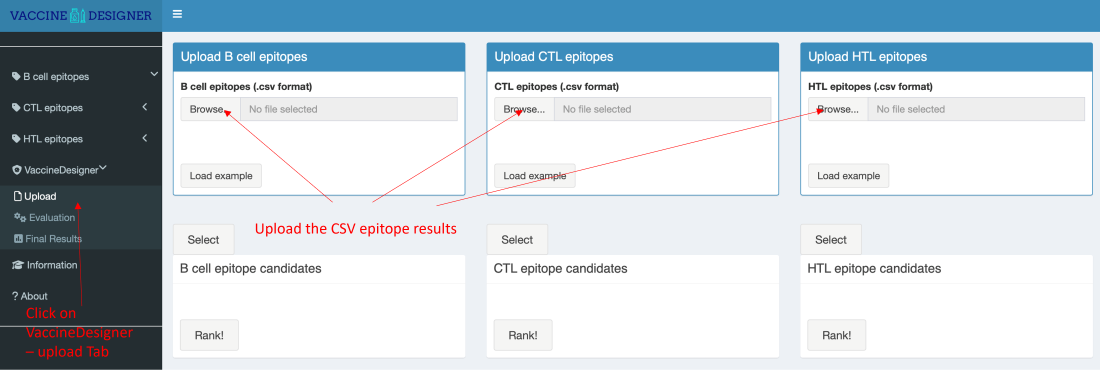 VACCINE DESIGNER
B cell epitopes
CTL epitopes
HTL epitopes
VaccineDesigner
Upload
Evaluation
Final Results
Information
? About
Click on
VaccineDesigner
– upload Tab
Upload B cell epitopes
B cell epitopes (.csv format)
Browse... No file selected
Load example
Upload CTL epitopes
CTL epitopes (.csv format)
Browse... No file selected
Load example
Upload HTL epitopes
HTL epitopes (.csv format)
Browse... No file selected
Load example
Upload the CSV epitope results
Select
B cell epitope candidates
Rank!
Select
CTL epitope candidates
Rank!
Select
HTL epitope candidates
Rank!